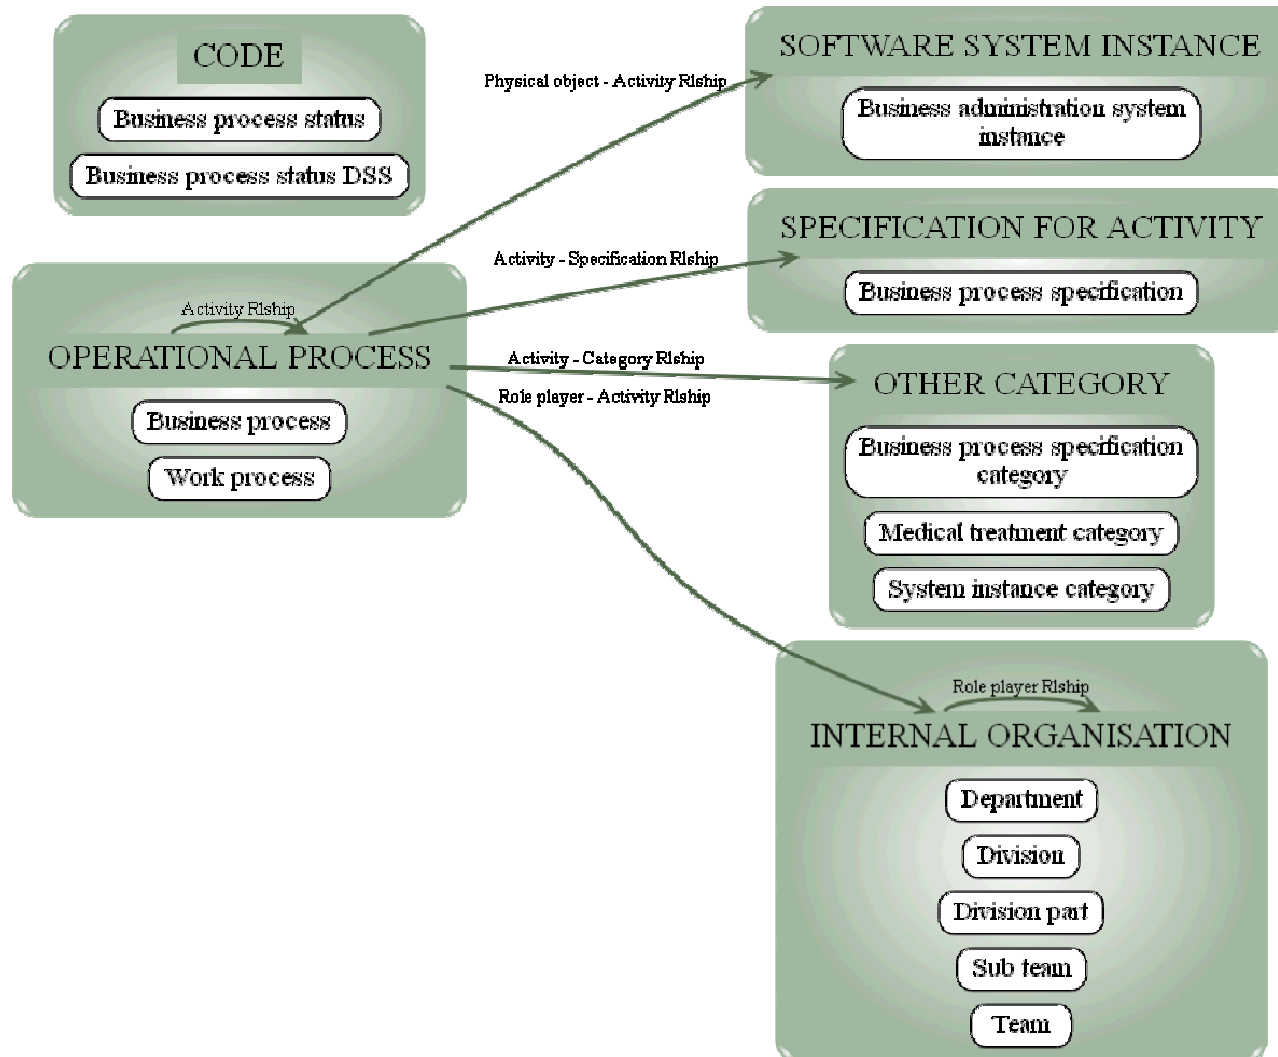 CODE
Business process status
Business process status DSS
Physical object - Activity Rlship
SOFTWARE SYSTEM INSTANCE
Business administration system
instance
Activity - Specification Rlship
SPECIFICATION FOR ACTIVITY
Business process specification
Activity Rlship
OPERATIONAL PROCESS
Business process
Work process
Activity - Category Rlship
Role player - Activity Rlship
OTHER CATEGORY
Business process specification
category
Medical treatment category
System instance category
Role player Rlship
INTERNAL ORGANISATION
Department
Division
Division part
Sub team
Team